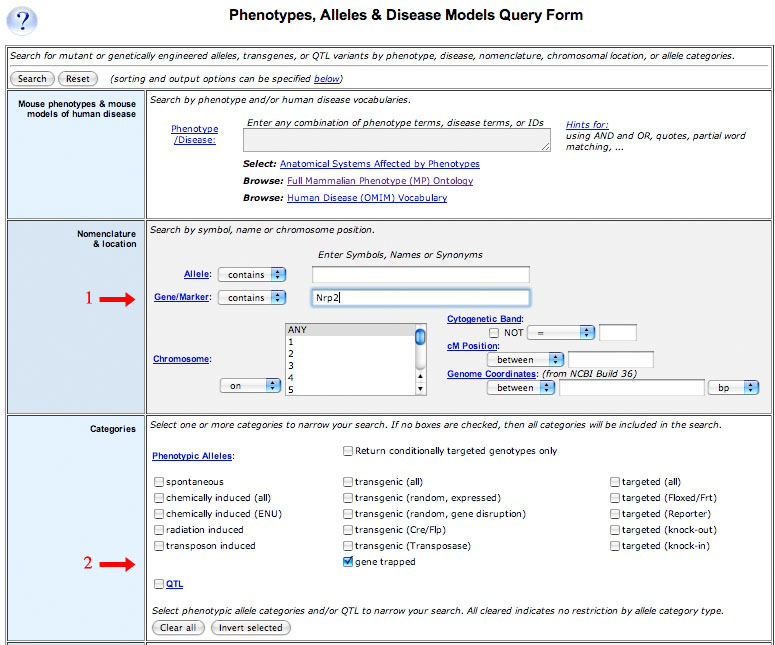 ?
Phenotypes, Alleles & Disease Models Query Form
Search for mutant or genetically engineered alleles, transgenes, or QTL variants by phenotype, disease, nomenclature, chromosomal location, or allele categories.
Search Reset (sorting and output options can be specified below)
Mouse phenotypes & mouse models of human disease
Search by phenotype and/or human disease vocabularies.
Phenotype
/Disease:
Enter any combination of phenotype terms, disease terms, or IDs
Hints for:
using AND and OR, quotes, partial word
matching, ...
Select: Anatomical Systems Affected by Phenotypes
Browse: Full Mammalian Phenotype (MP) Ontology
Browse: Human Disease (OMIM) Vocabulary
Nomenclature
& location
Search by symbol, name or chromosome position.
Enter Symbols, Names or Synonyms
Allele: contains
1
Gene/Marker: contains Nrp2
Chromosome:
on
ANY
1
2
3
4
5
Cytogenetic Band:
NOT =
cM Position:
between
Genome Coordinates: (from NCBI Build 36)
between bp
Categories
Select one or more categories to narrow your search. If no boxes are checked, then all categories will be included in the search.
Phenotypic Alleles:
Return conditionally targeted genotypes only
spontaneous transgenic (all) targeted (all)
chemically induced (all) transgenic (random, expressed) targeted (Floxed/Frt)
chemically induced (ENU) transgenic (random, gene disruption) targeted (Reporter)
radiation induced transgenic (Cre/Flp) targeted (knock-out)
transposon induced transgenic (Transposase) targeted (knock-in)
2
gene trapped
QTL
Select phenotypic allele categories and/or QTL to narrow your search. All cleared indicates no restriction by allele category type.
Clear all Invert selected